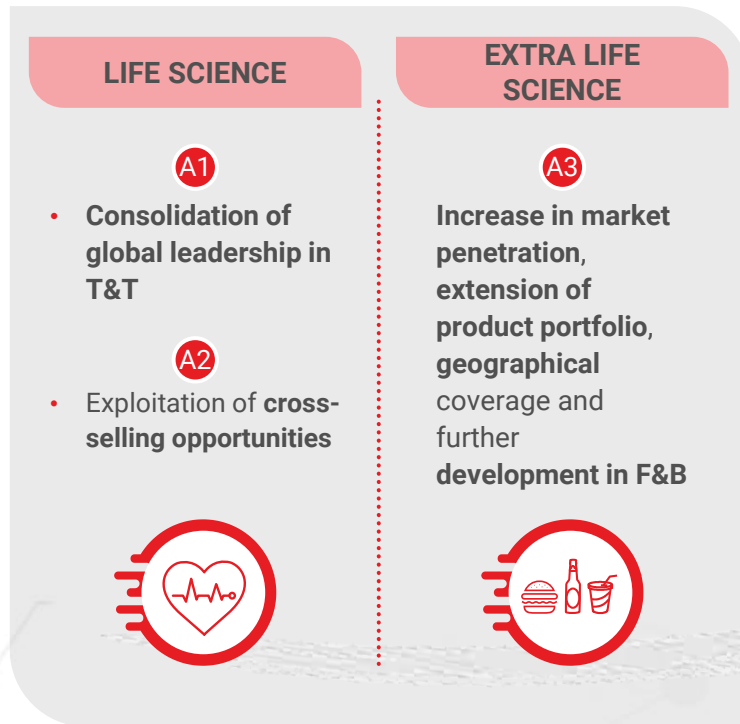 LIFE SCIENCE
A1
• Consolidation of
global leadership in
T&T
A2
• Exploitation of cross-
selling opportunities
EXTRA LIFE
SCIENCE
A3
Increase in market
penetration,
extension of
product portfolio,
geographical
coverage and
further
development in F&B